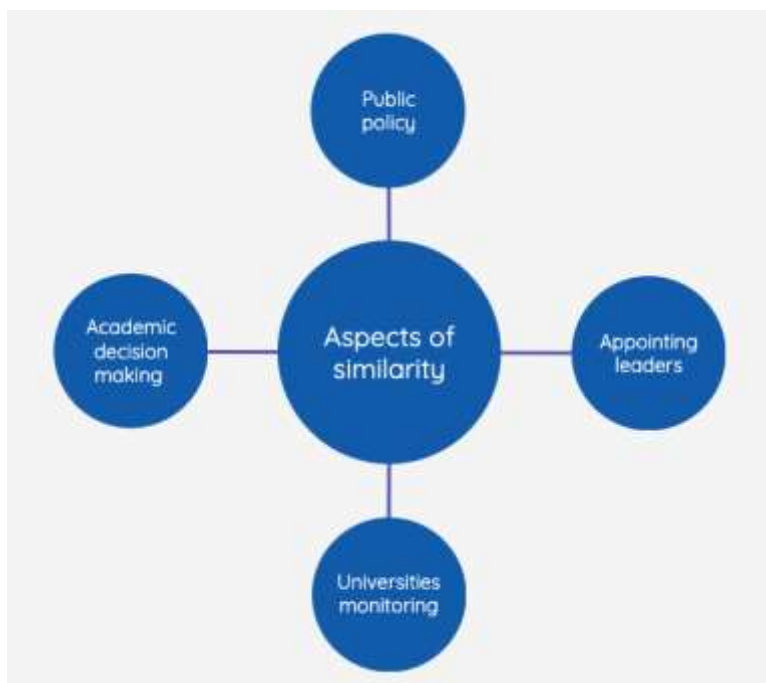 Public
policy
Academic
decision
making
Aspects of
similarity
Appointing
leaders
Universities
monitoring